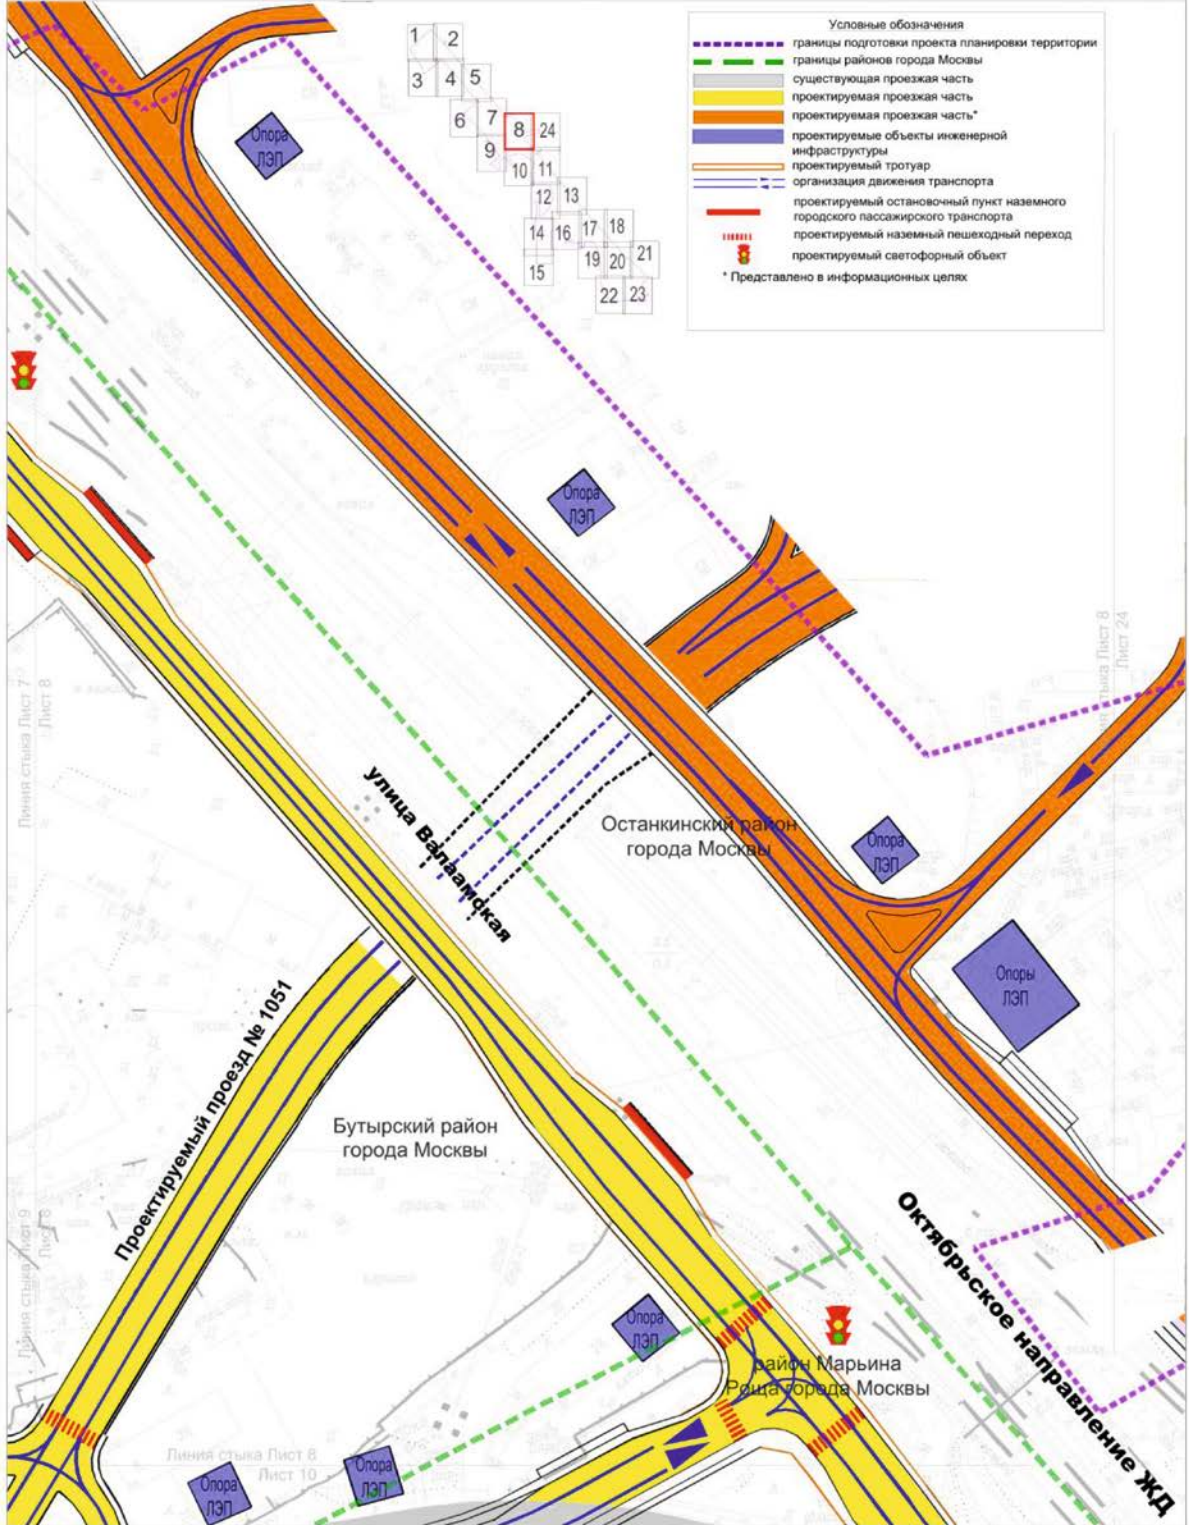 Условные обозначения
границы подготовки проекта планировки территории
границы районов города Москвы
существующая проезжая часть
проектируемая проезжая часть
проектируемая проезжая часть*
проектируемые объекты инженерной
инфраструктуры
проектируемый тротуар
организация движения транспорта
проектируемый остановочный пункт наземного
городского пассажирского транспорта
проектируемый наземный пешеходный переход
проектируемый светофорный объект
* Представлено в информационных целях
1 2
3 4 5
6 7 8 24
9 10 11
12 13
14 16 17 18
15 19 20 21
22 23
Опора
ЛЭП
Опора
ЛЭП
Линия стыка Лист 7
Лист 8
стыка Лист 8
Лист 24
улица Валаамская
Останкинский район
города Москвы
Опора
ЛЭП
Опоры
ЛЭП
Проектируемый проезд № 1051
Бутырский район
города Москвы
Линия стыка Лист 9
Лист 8
Октябрьское направление ЖД
Опора
ЛЭП
район Марьина
Роща города Москвы
Линия стыка Лист 8
Лист 10
Опора
ЛЭП
Опора
ЛЭП